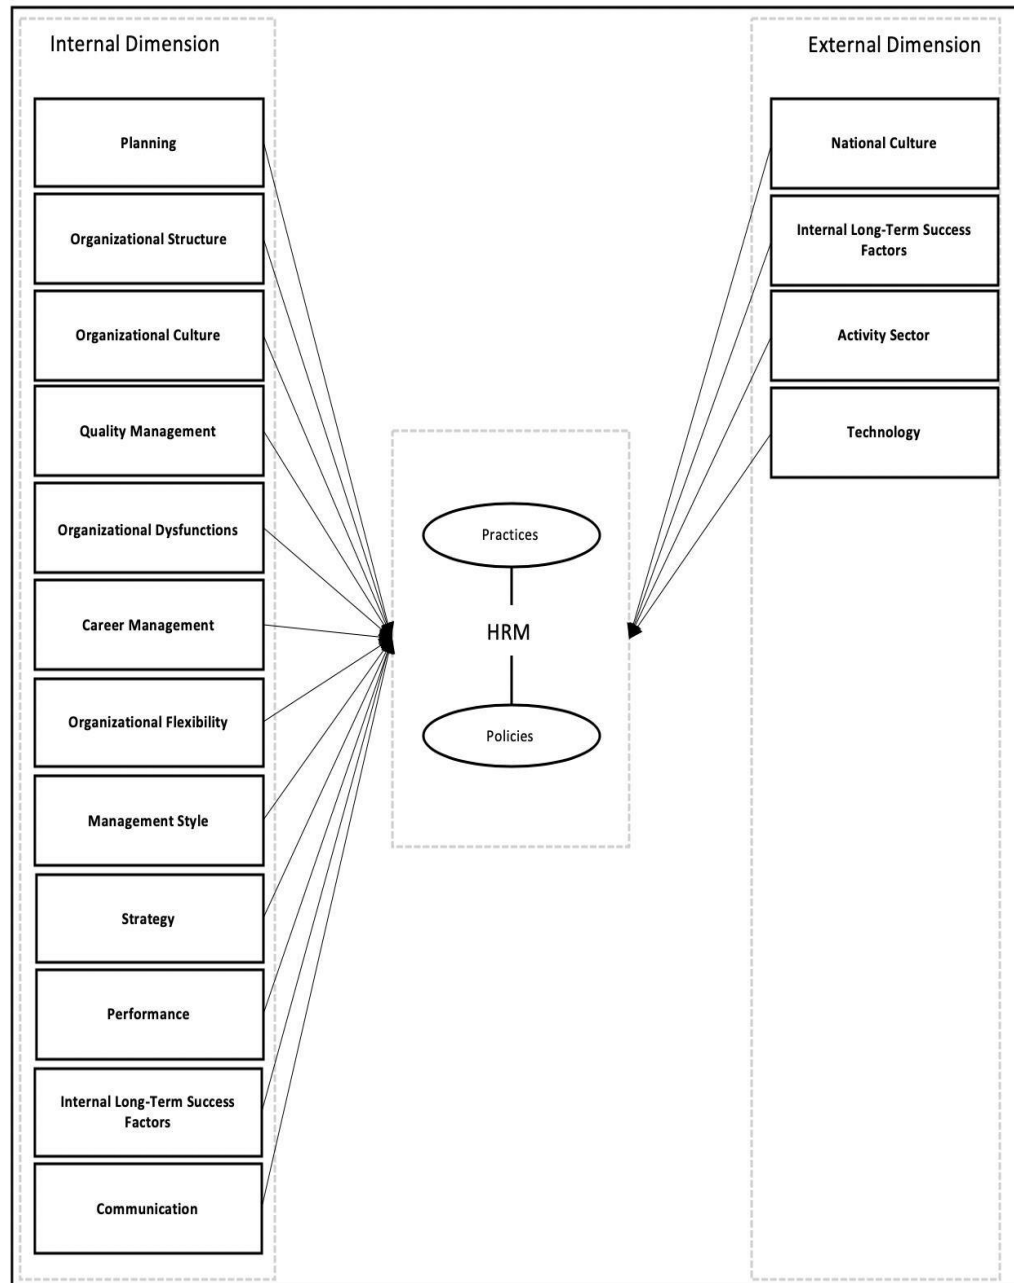 Internal Dimension
Planning
Organizational Structure
Organizational Culture
Quality Management
Organizational Dysfunctions
Career Management
Organizational Flexibility
Management Style
Strategy
Performance
Internal Long-Term Success
Factors
Communication
Practices
HRM
Policies
External Dimension
National Culture
Internal Long-Term Success
Factors
Activity Sector
Technology